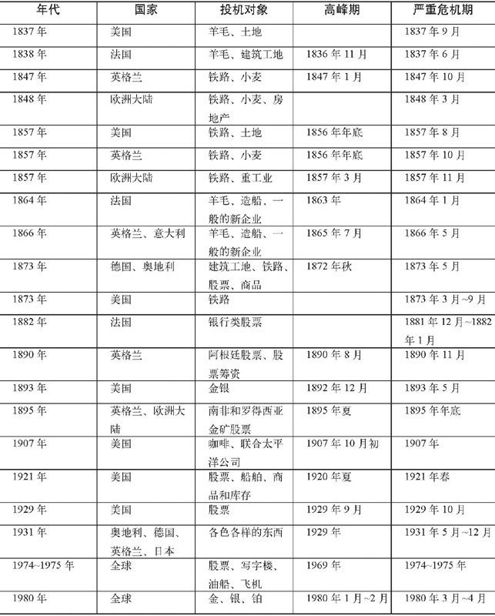 年代 国家 投机对象 高峰期 严重危机期
1837年 美国 羊毛、土地 1837年9月
1838年 法国 羊毛、建筑工地 1836年11月 1837年6月
1847年 英格兰 铁路、小麦 1847年1月 1847年10月
1848年 欧洲大陆 铁路、小麦、房 1848年3月
地产
1857年 美国 铁路、土地 1856年年底 1857年8月
1857年 英格兰 铁路、小麦 1856年年底 1857年10月
1857年 欧洲大陆 铁路、重工业 1857年3月 1857年11月
1864年 法国 羊毛、造船、一 1863年 1864年1月
般的新企业
1866年 英格兰、意大利 羊毛、造船、一 1865年7月 1866年5月
般的新企业
1873年 德国、奥地利 建筑工地、铁路、 1872年秋 1873年5月
股票、商品
1873年 美国 铁路 1873年3月~9月
1882年 法国 银行类股票 1881年12月~1882
年1月
1890年 英格兰 阿根廷股票、股 1890年8月 1890年11月
票筹资
1893年 美国 金银 1892年12月 1893年5月
1895年 英格兰、欧洲大 南非和罗得西亚 1895年夏 1895年年底
陆 金矿股票
1907年 美国 咖啡、联合太平 1907年10月初 1907年
洋公司
1921年 美国 股票、船舶、商 1920年夏 1921年春
品和库存
1929年 美国 股票 1929年9月 1929年10月
1931年 奥地利、德国、 各色各样的东西 1929年 1931年5月~12月
英格兰、日本
1974~1975年 全球 股票、写字楼、 1969年 1974~1975年
油船、飞机
1980年 全球 金、银、铂 1980年1月~2月 1980年3月~4月